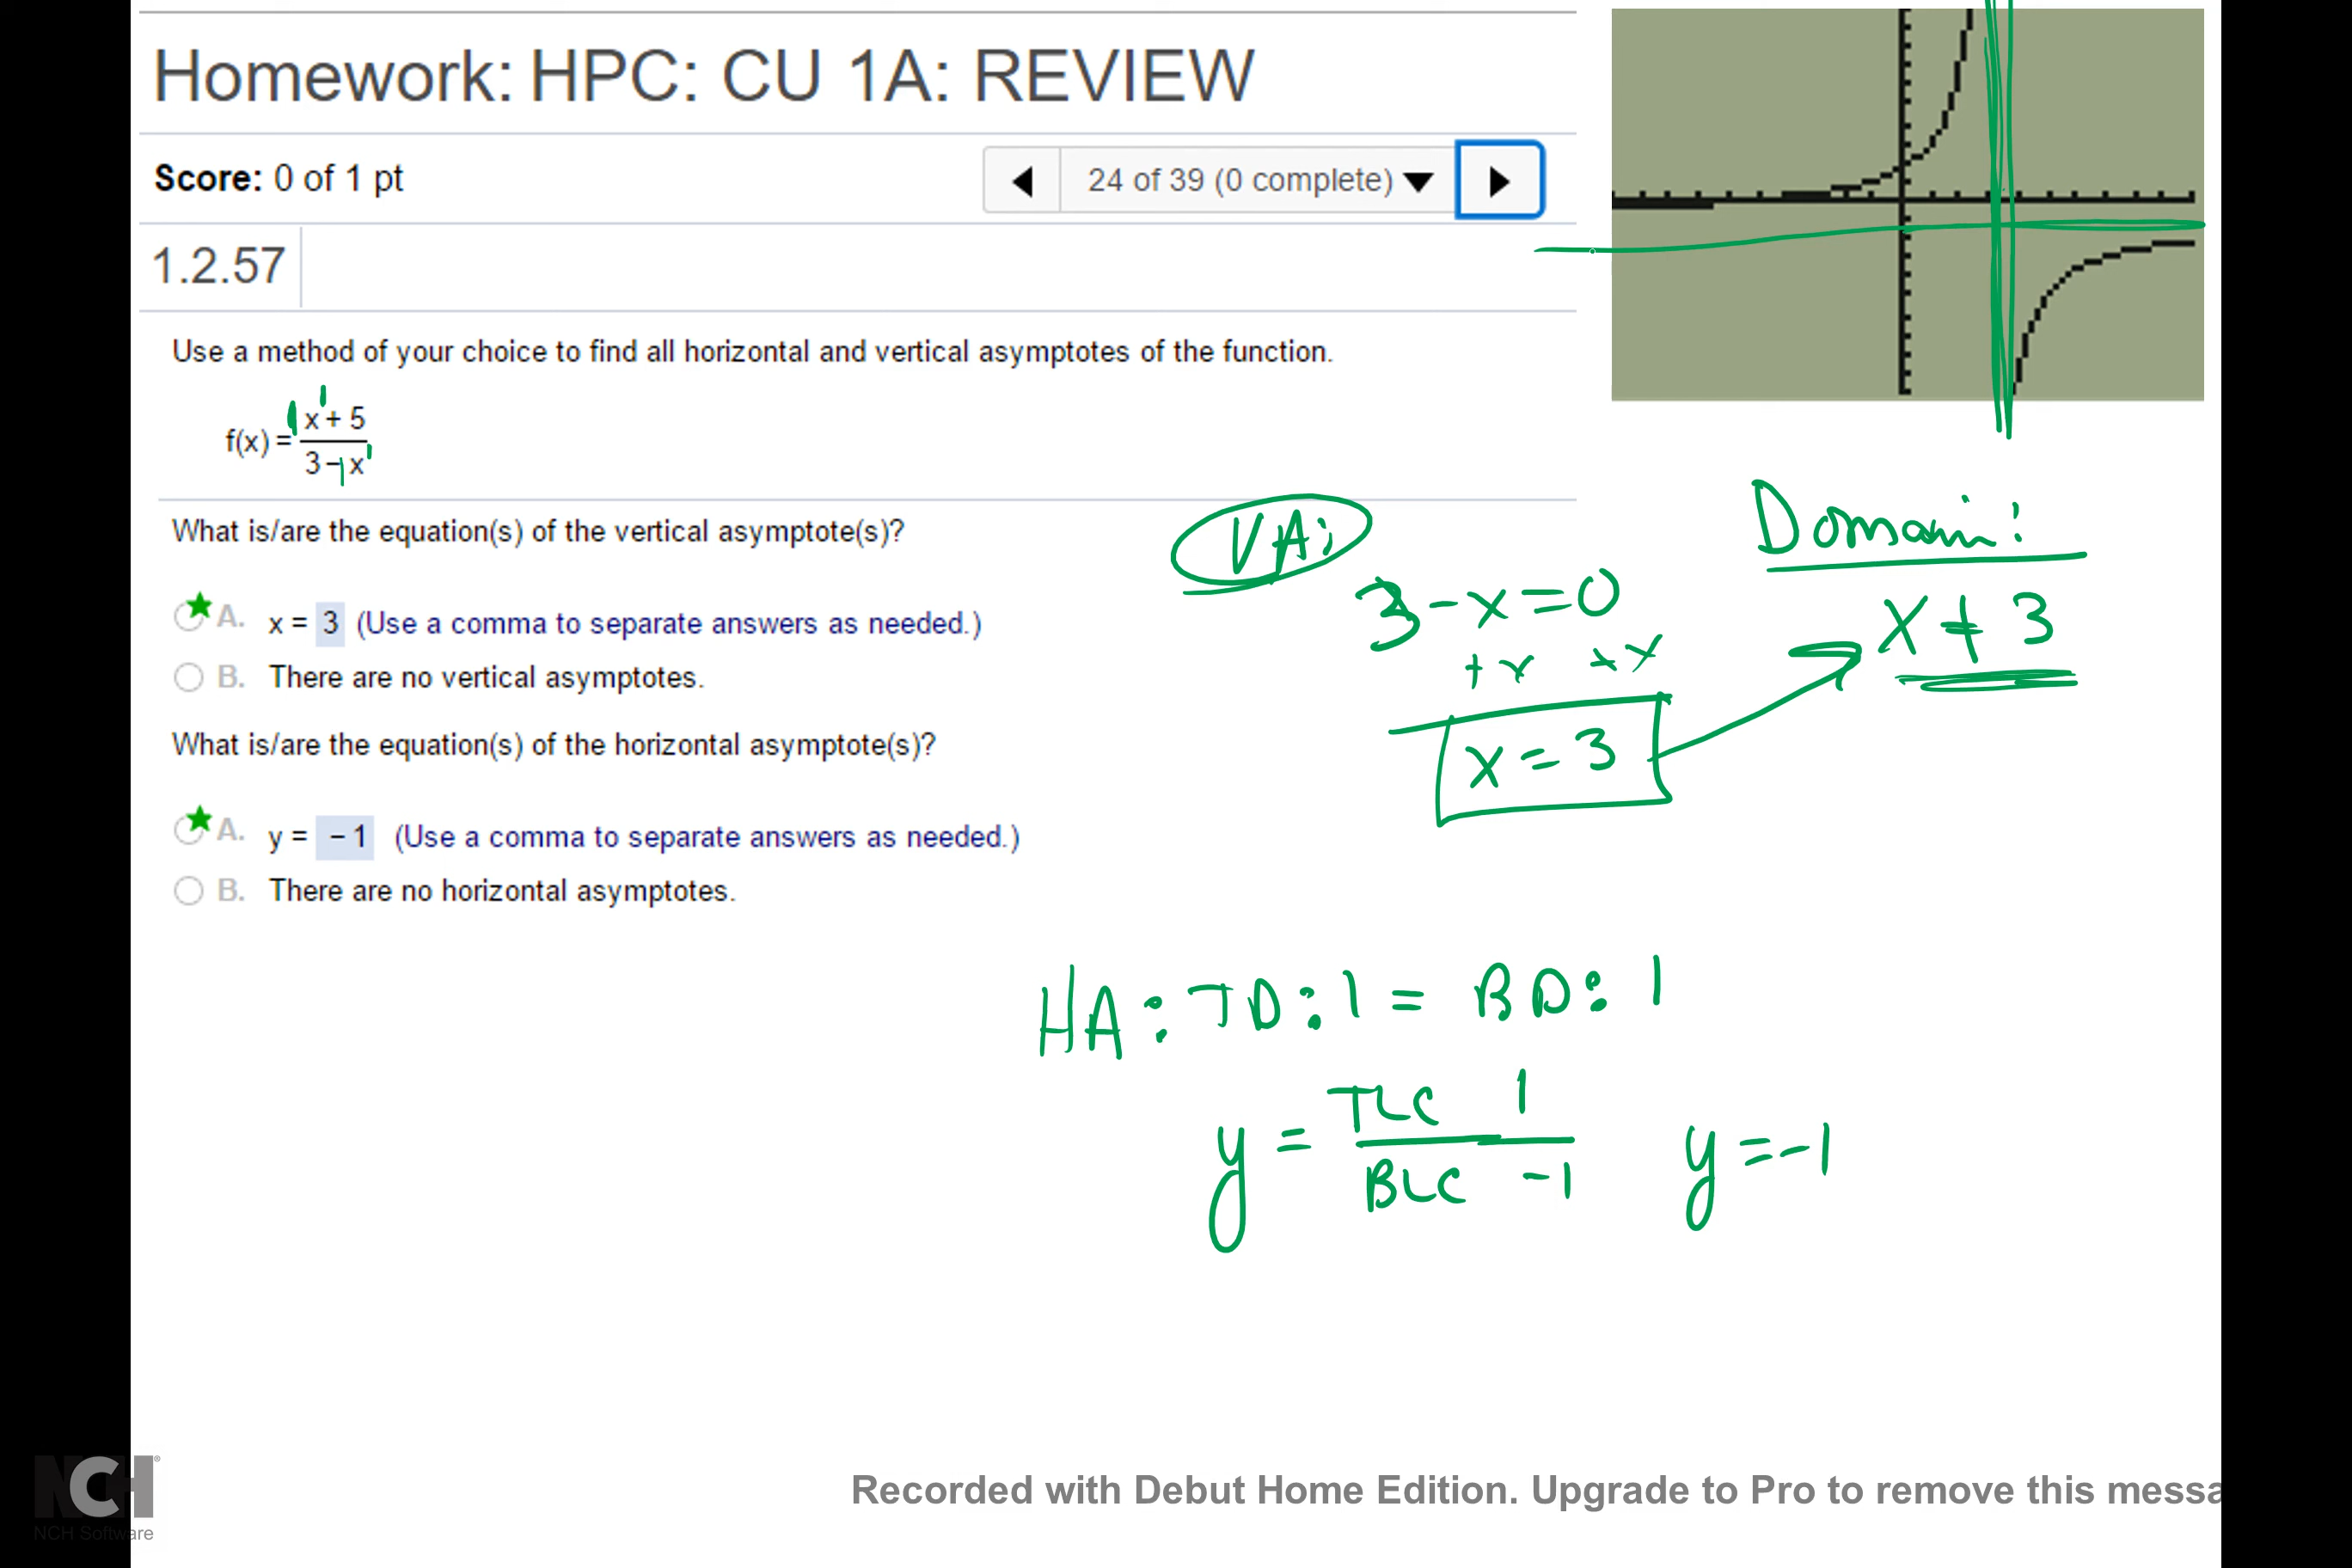 Homework: HPC: CU 1A: REVIEW
Score: 0 of 1 pt
24 of 39 (0 complete)
1.2.57
Use a method of your choice to find all horizontal and vertical asymptotes of the function.
1 x¹ + 5
f(x) =
3 - 1 x¹
What is/are the equation(s) of the vertical asymptote(s)?
A. x = 3 (Use a comma to separate answers as needed.)
B. There are no vertical asymptotes.
What is/are the equation(s) of the horizontal asymptote(s)?
A. y = - 1 (Use a comma to separate answers as needed.)
B. There are no horizontal asymptotes.
VA:
3 - x = 0
+x +x
x = 3
Domain:
x ≠ 3
HA: TD: 1 = BD: 1
TLC 1
y = y = -1
BLC -1
NCH®
NCH Software
Recorded with Debut Home Edition. Upgrade to Pro to remove this messa